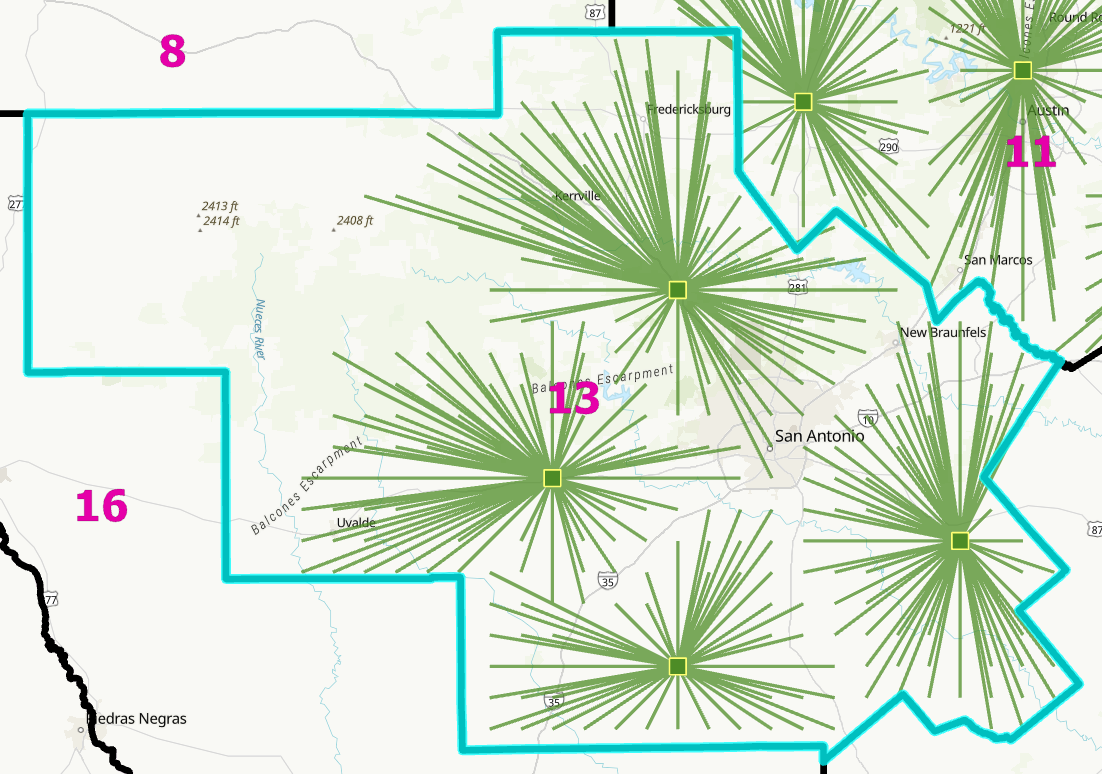 87
8
1221 ft
Round Ro
Fredericksburg
Austin
290
11
Kerrville
277
2413 ft
2414 ft
2408 ft
San Marcos
281
Nueces River
New Braunfels
Balcones Escarpment
13
10
San Antonio
Balcones Escarpment
16
Uvalde
87
35
77
35
Piedras Negras